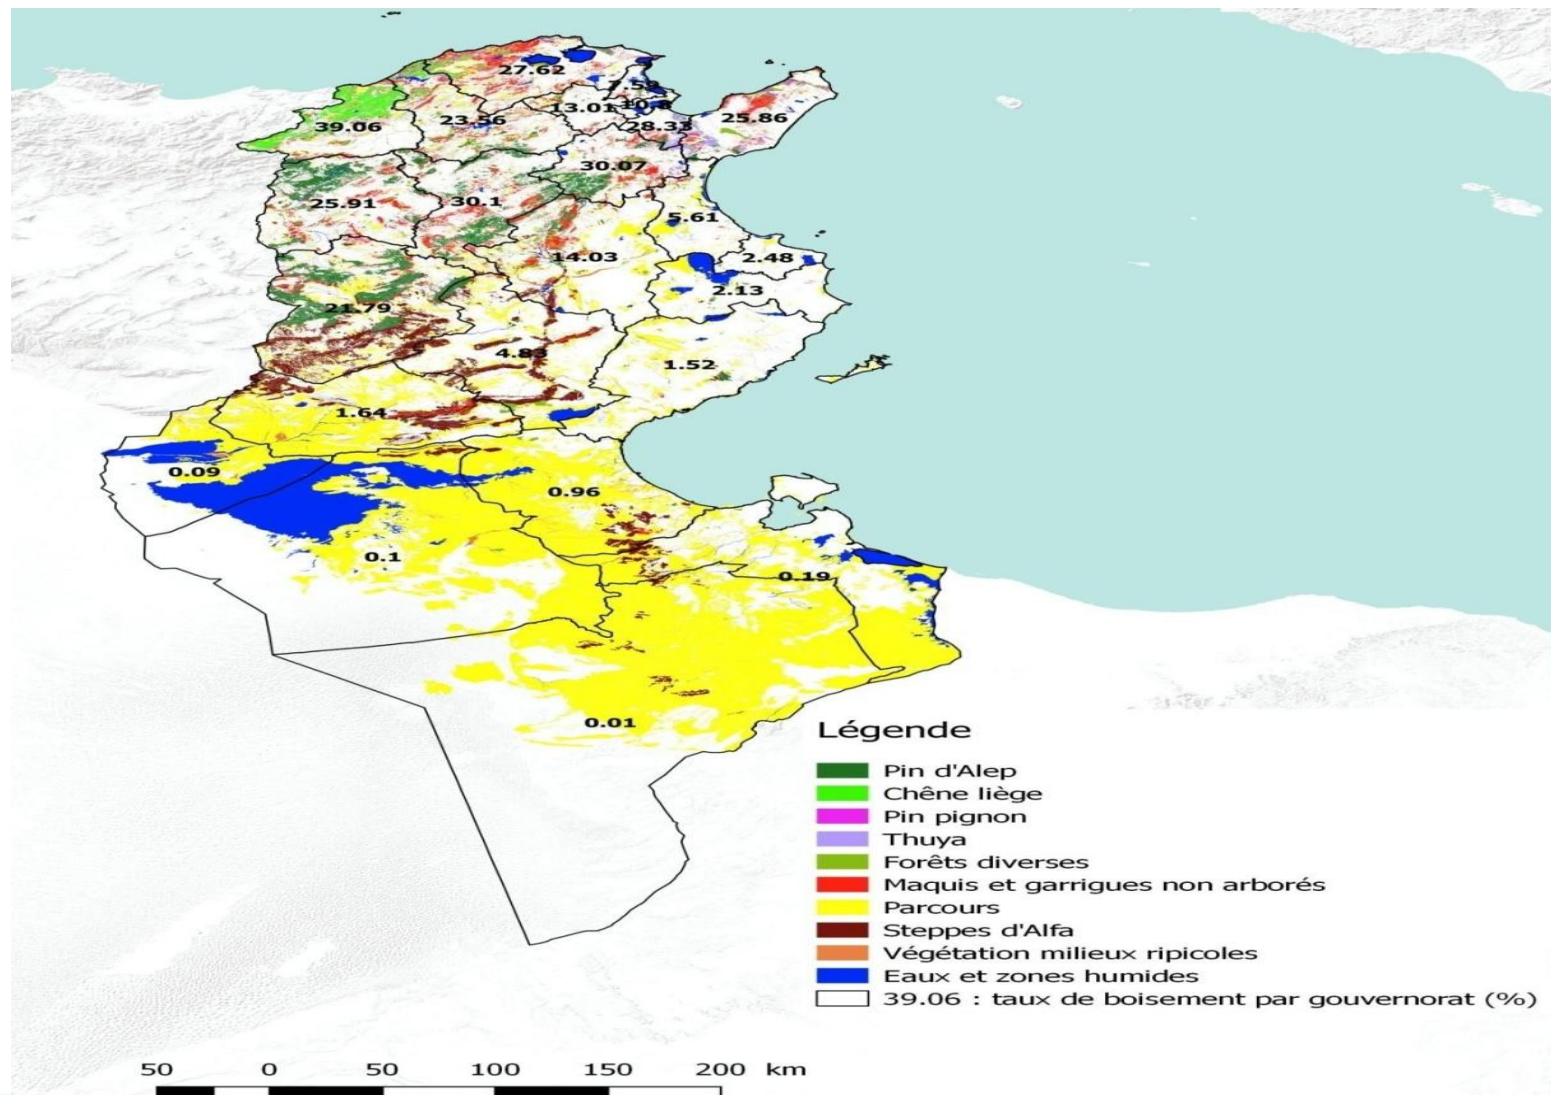 27.62
7.59
13.01
10.8
39.06
23.56
28.33
25.86
30.07
25.91
30.1
5.61
14.03
2.48
2.13
21.79
4.83
1.52
1.64
0.09
0.96
0.1
0.19
0.01
Légende
Pin d'Alep
Chêne liège
Pin pignon
Thuya
Forêts diverses
Maquis et garrigues non arborés
Parcours
Steppes d'Alfa
Végétation milieux ripicoles
Eaux et zones humides
39.06 : taux de boisement par gouvernorat (%)
50 0 50 100 150 200 km